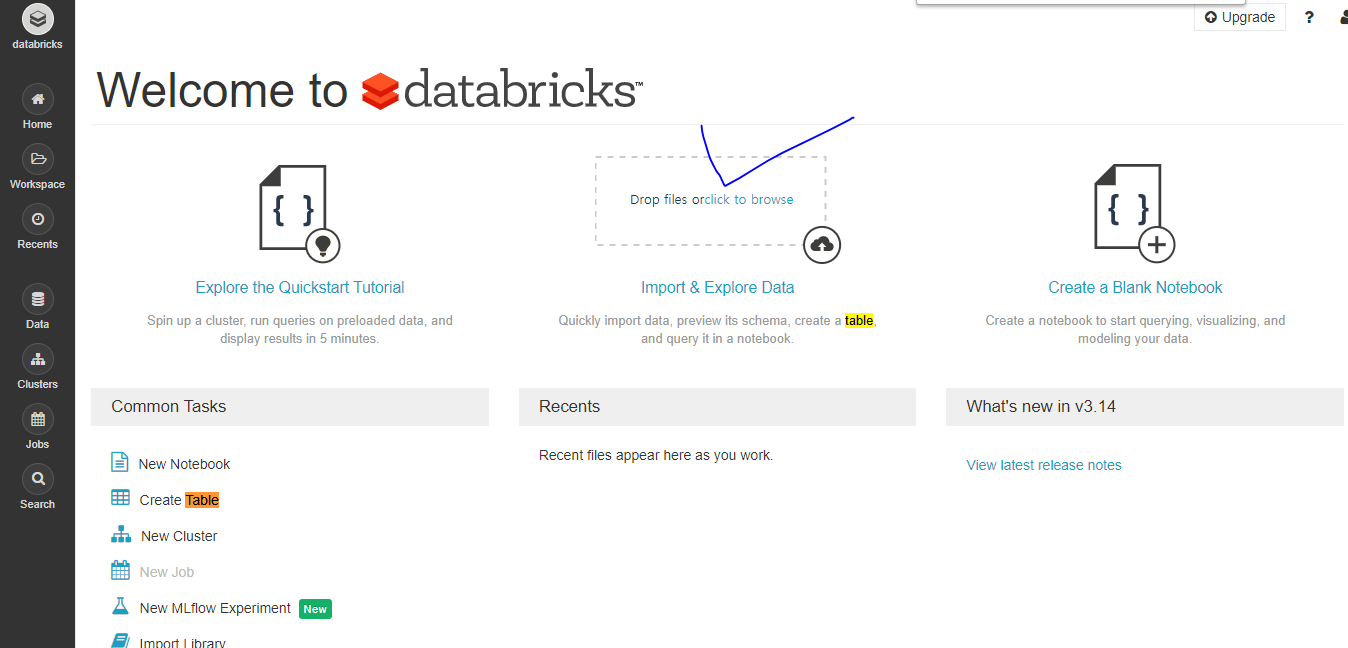 databricks
Home
Workspace
Recents
Data
Clusters
Jobs
Search
Upgrade
?
Welcome to databricks™
Explore the Quickstart Tutorial
Spin up a cluster, run queries on preloaded data, and
display results in 5 minutes.
Drop files orclick to browse
Import & Explore Data
Quickly import data, preview its schema, create a table,
and query it in a notebook.
Create a Blank Notebook
Create a notebook to start querying, visualizing, and
modeling your data.
Common Tasks
New Notebook
Create Table
New Cluster
New Job
New MLflow Experiment New
Import Library
Recents
Recent files appear here as you work.
What's new in v3.14
View latest release notes